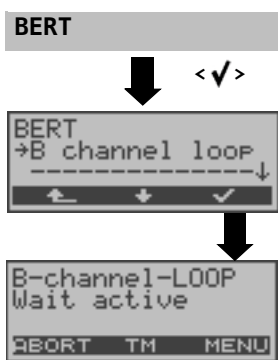 BERT
<✓>
BERT
→B channel loop
---------------↓
B-channel-LOOP
Wait active
ABORT TM MENU